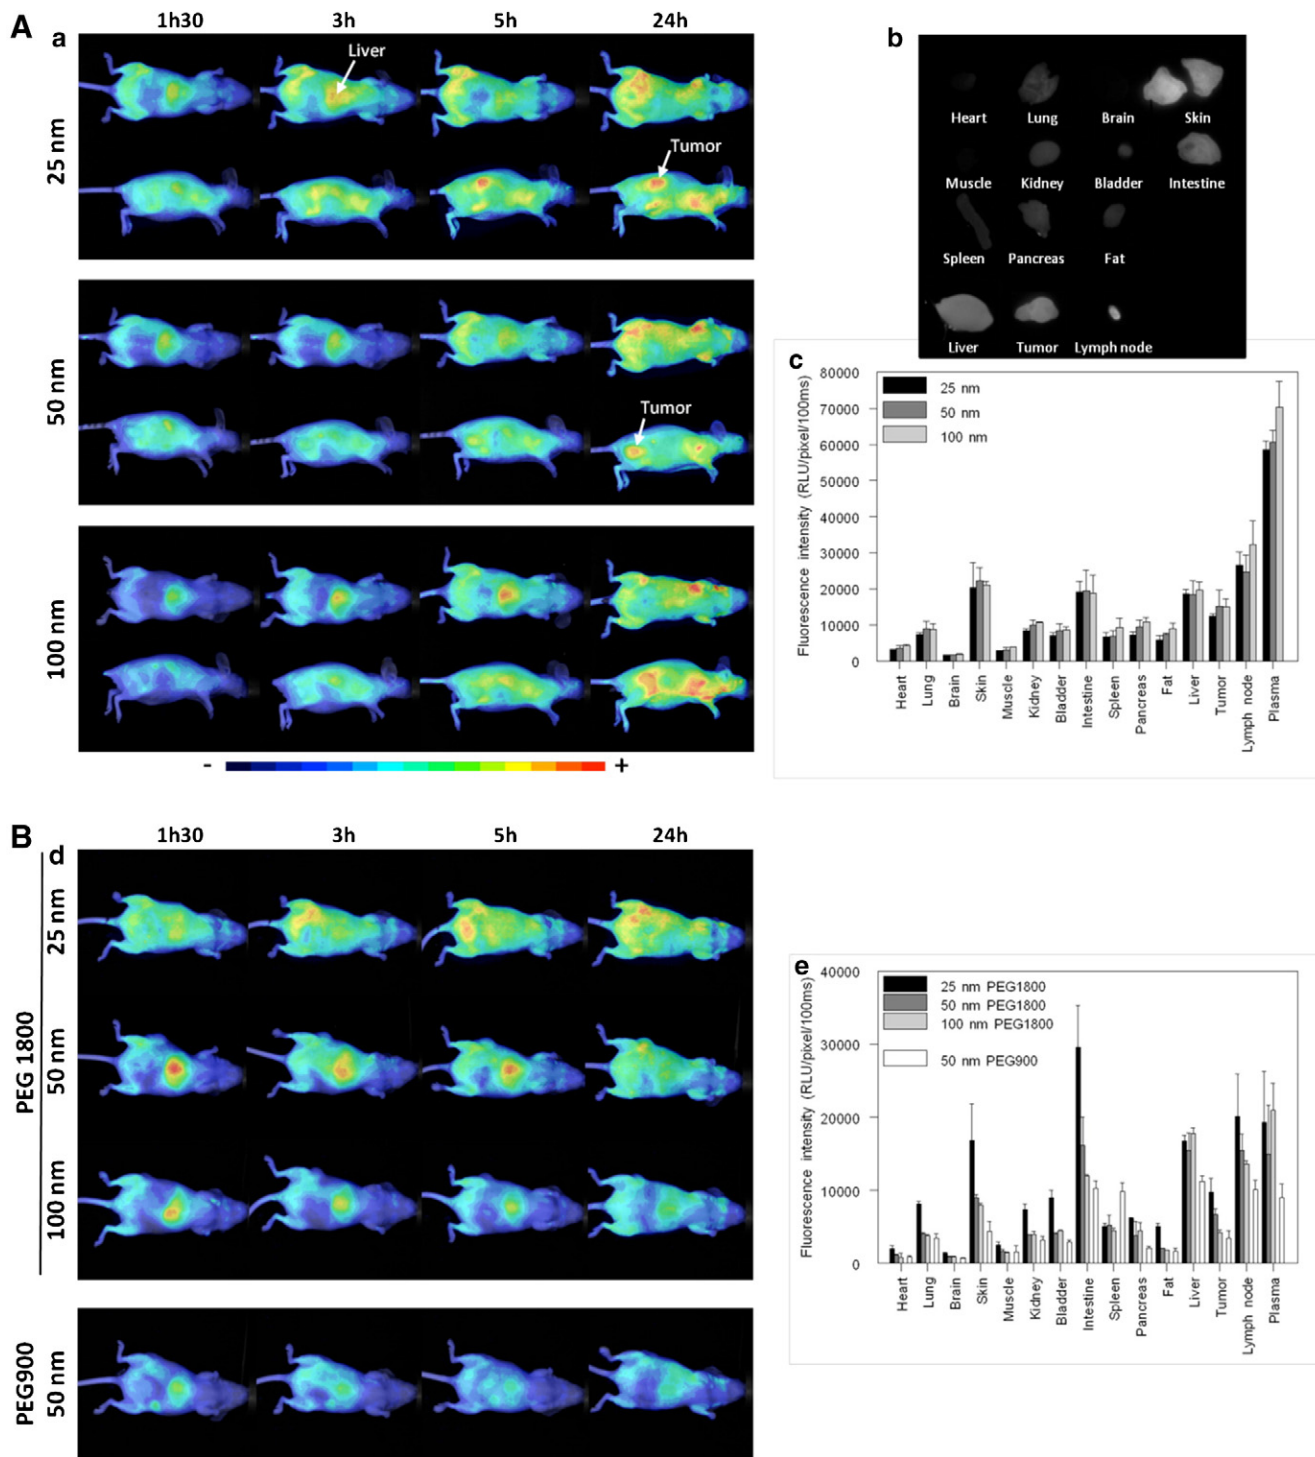 A
a
1h30 3h 5h 24h
25 nm
Liver
Tumor
50 nm
Tumor
100 nm
- +
b
Heart Lung Brain Skin
Muscle Kidney Bladder Intestine
Spleen Pancreas Fat
Liver Tumor Lymph node
c
Fluorescence intensity (RLU/pixel/100ms)
80000
70000
60000
50000
40000
30000
20000
10000
0
25 nm
50 nm
100 nm
Heart
Lung
Brain
Skin
Muscle
Kidney
Bladder
Intestine
Spleen
Pancreas
Fat
Liver
Tumor
Lymph node
Plasma
B
d
1h30 3h 5h 24h
PEG 1800
25 nm
50 nm
100 nm
PEG900
50 nm
e
Fluorescence intensity (RLU/pixel/100ms)
40000
30000
20000
10000
0
25 nm PEG1800
50 nm PEG1800
100 nm PEG1800
50 nm PEG900
Heart
Lung
Brain
Skin
Muscle
Kidney
Bladder
Intestine
Spleen
Pancreas
Fat
Liver
Tumor
Lymph node
Plasma